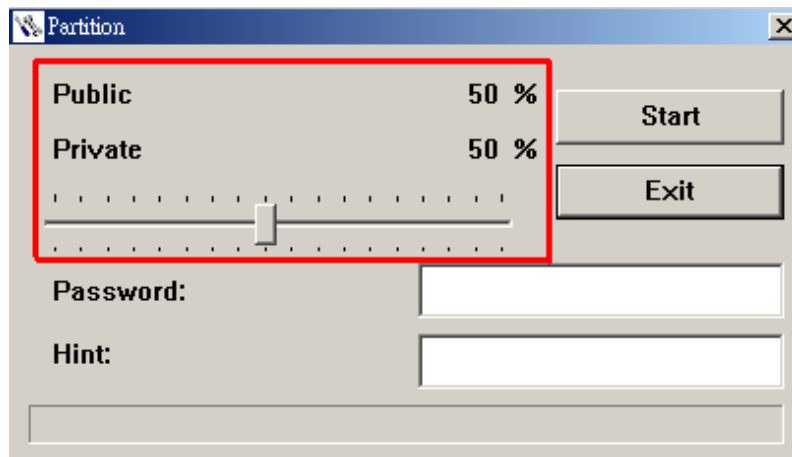 Partition
Public 50 %
Private 50 %
Start
Exit
Password:
Hint: